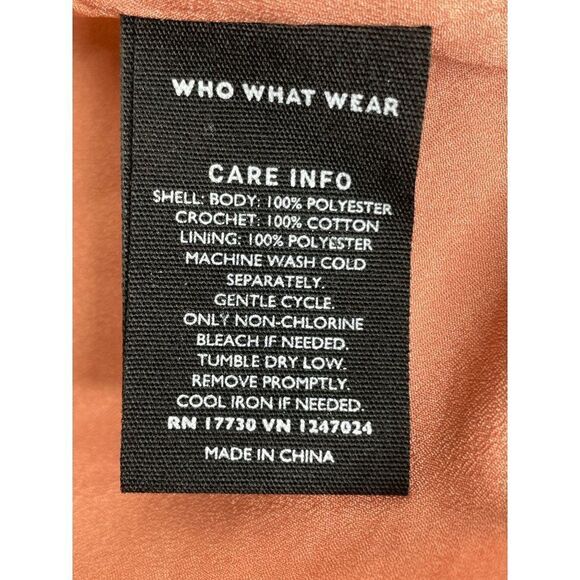 WHO WHAT WEAR
CARE INFO
SHELL: BODY: 100% POLYESTER
CROCHET: 100% COTTON
LINING: 100% POLYESTER
MACHINE WASH COLD
SEPARATELY.
GENTLE CYCLE.
ONLY NON-CHLORINE
BLEACH IF NEEDED.
TUMBLE DRY LOW.
REMOVE PROMPTLY.
COOL IRON IF NEEDED.
RN 17730 VN 1247024
MADE IN CHINA